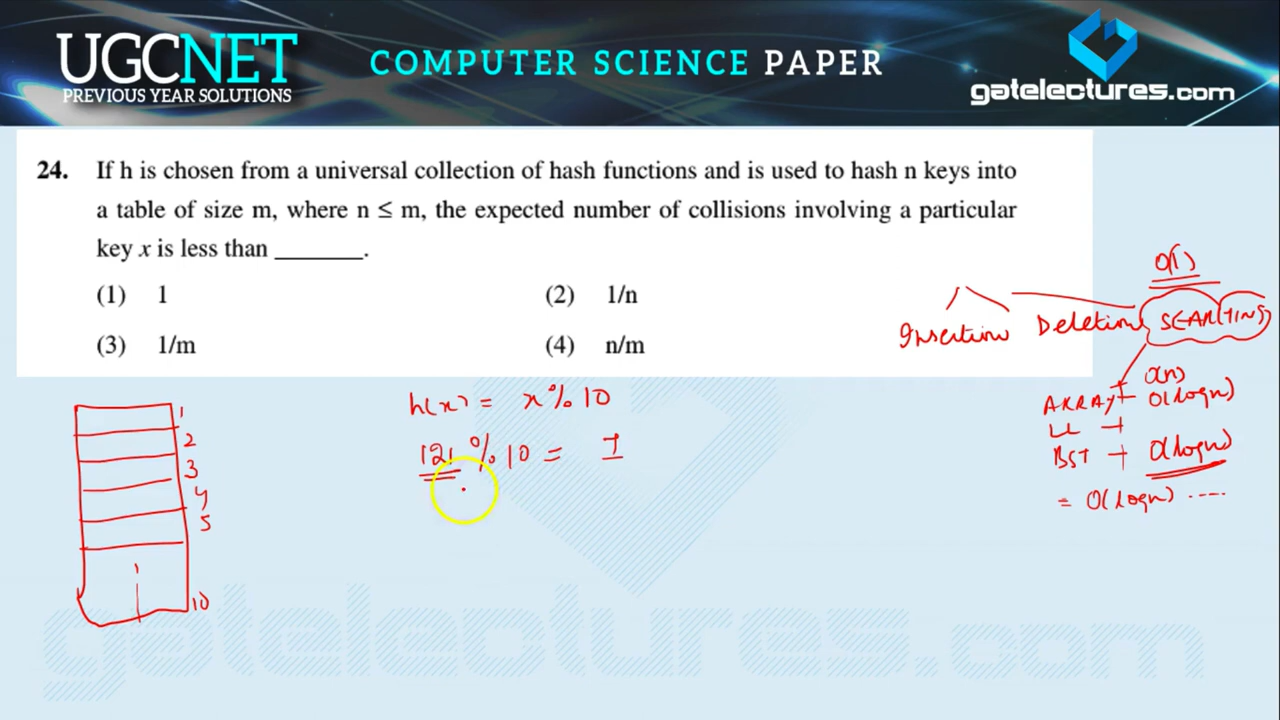 UGCNET
PREVIOUS YEAR SOLUTIONS
COMPUTER SCIENCE PAPER
gatelectures.com
24. If h is chosen from a universal collection of hash functions and is used to hash n keys into
a table of size m, where n ≤ m, the expected number of collisions involving a particular
key x is less than ________.
(1) 1
(2) 1/n
(3) 1/m
(4) n/m
O(1)
Insertion Deletion
h(x) = x % 10
121 % 10 = 1
1
2
3
4
5
10
O(n)
ARRAY O(logn)
LL
BST O(logn)
= O(logn) ....
gatelectures.com